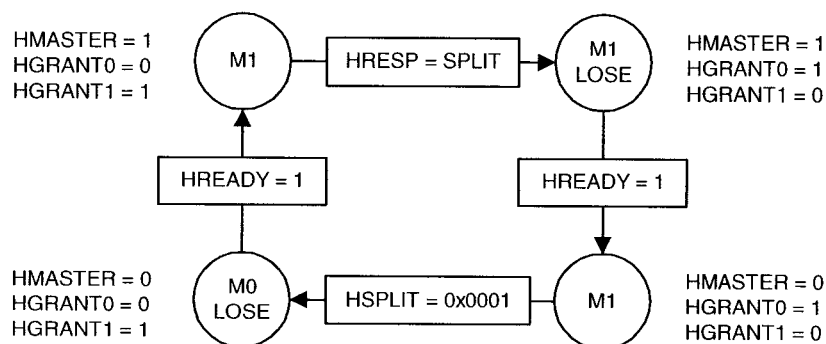 HMASTER = 1
HGRANT0 = 0
HGRANT1 = 1
M1
HRESP = SPLIT
M1
LOSE
HMASTER = 1
HGRANT0 = 1
HGRANT1 = 0
HREADY = 1
HREADY = 1
HMASTER = 0
HGRANT0 = 0
HGRANT1 = 1
M0
LOSE
HSPLIT = 0x0001
M1
HMASTER = 0
HGRANT0 = 1
HGRANT1 = 0